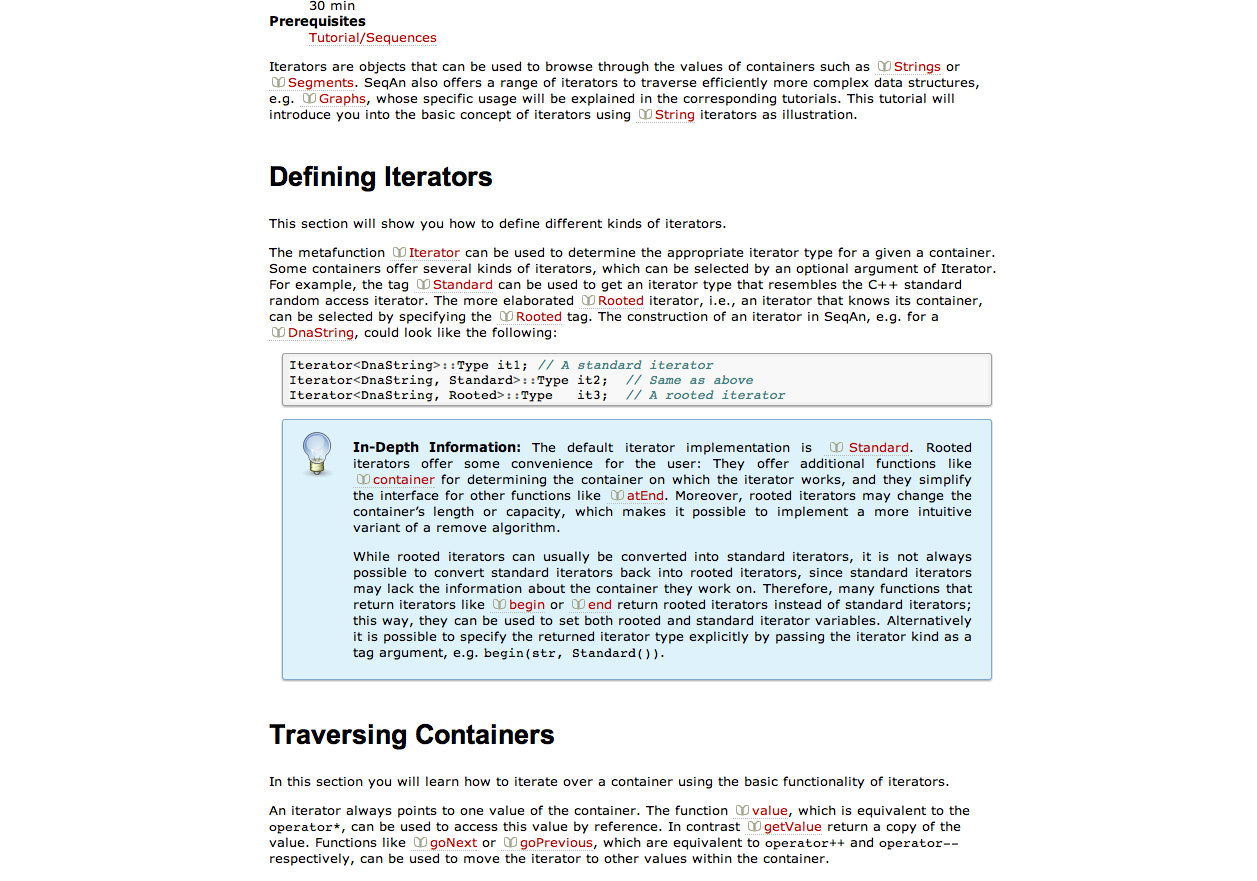 30 min
Prerequisites
Tutorial/Sequences
Iterators are objects that can be used to browse through the values of containers such as Strings or
Segments. SeqAn also offers a range of iterators to traverse efficiently more complex data structures,
e.g. Graphs, whose specific usage will be explained in the corresponding tutorials. This tutorial will
introduce you into the basic concept of iterators using String iterators as illustration.
Defining Iterators
This section will show you how to define different kinds of iterators.
The metafunction Iterator can be used to determine the appropriate iterator type for a given a container.
Some containers offer several kinds of iterators, which can be selected by an optional argument of Iterator.
For example, the tag Standard can be used to get an iterator type that resembles the C++ standard
random access iterator. The more elaborated Rooted iterator, i.e., an iterator that knows its container,
can be selected by specifying the Rooted tag. The construction of an iterator in SeqAn, e.g. for a
DnaString, could look like the following:
Iterator<DnaString>::Type it1; // A standard iterator
Iterator<DnaString, Standard>::Type it2;  // Same as above
Iterator<DnaString, Rooted>::Type   it3;  // A rooted iterator
In-Depth Information: The default iterator implementation is Standard. Rooted
iterators offer some convenience for the user: They offer additional functions like
container for determining the container on which the iterator works, and they simplify
the interface for other functions like atEnd. Moreover, rooted iterators may change the
container’s length or capacity, which makes it possible to implement a more intuitive
variant of a remove algorithm.
While rooted iterators can usually be converted into standard iterators, it is not always
possible to convert standard iterators back into rooted iterators, since standard iterators
may lack the information about the container they work on. Therefore, many functions that
return iterators like begin or end return rooted iterators instead of standard iterators;
this way, they can be used to set both rooted and standard iterator variables. Alternatively
it is possible to specify the returned iterator type explicitly by passing the iterator kind as a
tag argument, e.g. begin(str, Standard()).
Traversing Containers
In this section you will learn how to iterate over a container using the basic functionality of iterators.
An iterator always points to one value of the container. The function value, which is equivalent to the
operator*, can be used to access this value by reference. In contrast getValue return a copy of the
value. Functions like goNext or goPrevious, which are equivalent to operator++ and operator--
respectively, can be used to move the iterator to other values within the container.